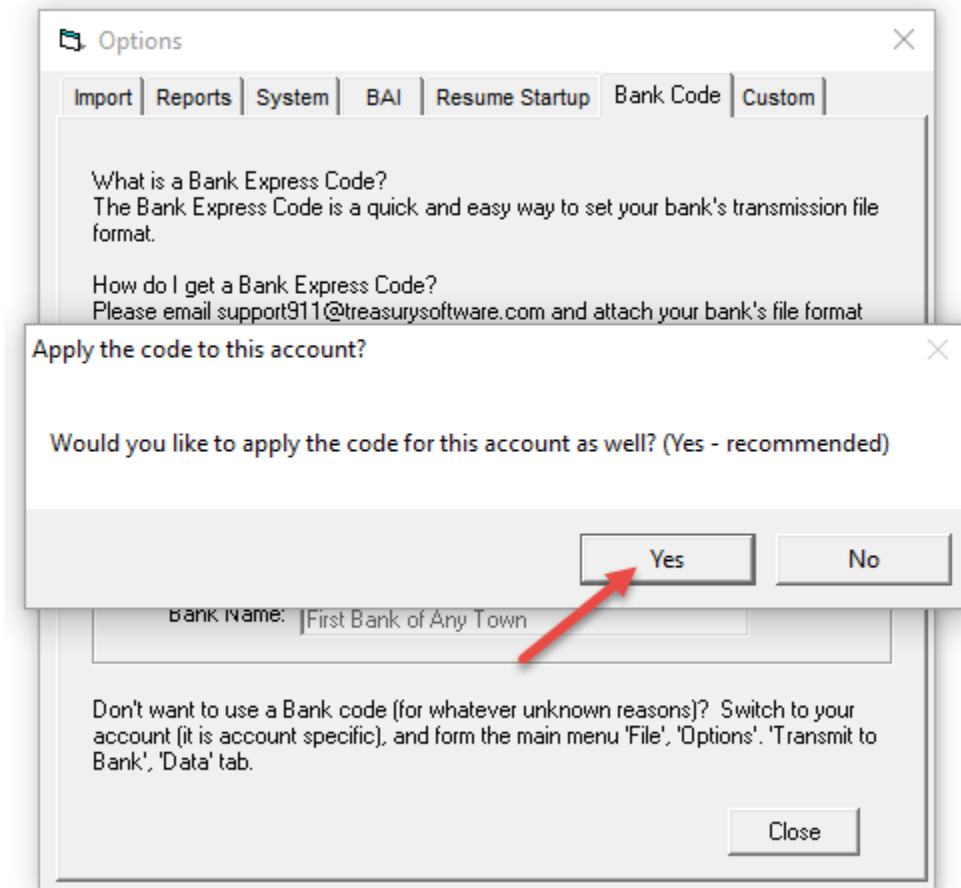 Options
Import Reports System BAI Resume Startup Bank Code Custom
What is a Bank Express Code?
The Bank Express Code is a quick and easy way to set your bank's transmission file
format.
How do I get a Bank Express Code?
Please email support911@treasurysoftware.com and attach your bank's file format
Apply the code to this account?
Would you like to apply the code for this account as well? (Yes - recommended)
Yes No
Bank Name: First Bank of Any Town
Don't want to use a Bank code (for whatever unknown reasons)? Switch to your
account (it is account specific), and form the main menu 'File', 'Options'. 'Transmit to
Bank', 'Data' tab.
Close